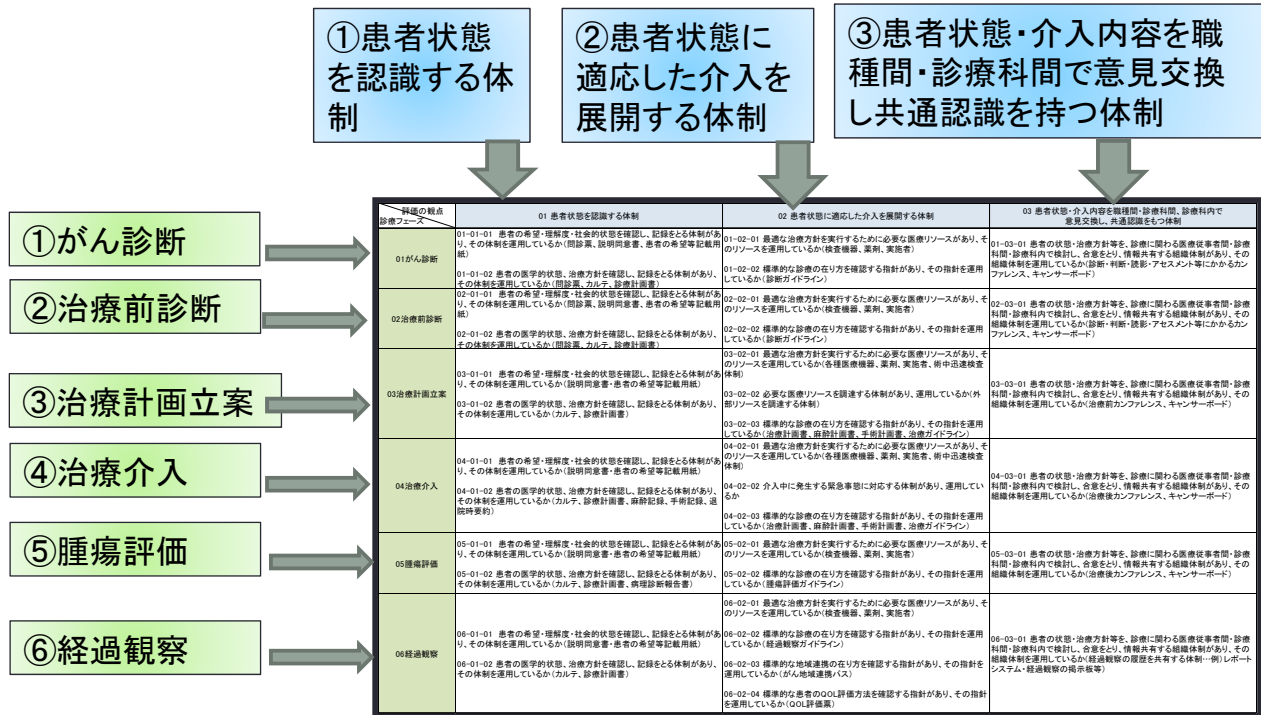 ①患者状態
を認識する体
制
②患者状態に
適応した介入を
展開する体制
③患者状態・介入内容を職
種間・診療科間で意見交換
し共通認識を持つ体制
①がん診断
②治療前診断
③治療計画立案
④治療介入
⑤腫瘍評価
⑥経過観察
評価の観点
診療フェーズ
01 患者状態を認識する体制
02 患者状態に適応した介入を展開する体制
03 患者状態・介入内容を職種間・診療科間、診療科内で
意見交換し、共通認識をもつ体制
01がん診断
01-01-01 患者の希望・理解度・社会的状態を確認し、記録をとる体制があ
り、その体制を運用しているか(問診票、説明同意書、患者の希望等記載用
紙)
01-01-02 患者の医学的状態、治療方針を確認し、記録をとる体制があり、
その体制を運用しているか(問診票、カルテ、診療計画書)
01-02-01 最適な治療方針を実行するために必要な医療リソースがあり、そ
のリソースを運用しているか(検査機器、薬剤、実施者)
01-02-02 標準的な診療の在り方を確認する指針があり、その指針を運用
しているか(診断ガイドライン)
01-03-01 患者の状態・治療方針等を、診療に関わる医療従事者間・診療
科間・診療科内で検討し、合意をとり、情報共有する組織体制があり、その
組織体制を運用しているか(診断・判断・読影・アセスメント等にかかるカン
ファレンス、キャンサーボード)
02治療前診断
02-01-01 患者の希望・理解度・社会的状態を確認し、記録をとる体制があ
り、その体制を運用しているか(問診票、説明同意書、患者の希望等記載用
紙)
02-01-02 患者の医学的状態、治療方針を確認し、記録をとる体制があり、
その体制を運用しているか(問診票、カルテ、診療計画書)
02-02-01 最適な治療方針を実行するために必要な医療リソースがあり、そ
のリソースを運用しているか(検査機器、薬剤、実施者)
02-02-02 標準的な診療の在り方を確認する指針があり、その指針を運用
しているか(診断ガイドライン)
02-03-01 患者の状態・治療方針等を、診療に関わる医療従事者間・診療
科間・診療科内で検討し、合意をとり、情報共有する組織体制があり、その
組織体制を運用しているか(診断・判断・読影・アセスメント等にかかるカン
ファレンス、キャンサーボード)
03治療計画立案
03-01-01 患者の希望・理解度・社会的状態を確認し、記録をとる体制があ
り、その体制を運用しているか(説明同意書・患者の希望等記載用紙)
03-01-02 患者の医学的状態、治療方針を確認し、記録をとる体制があり、
その体制を運用しているか(カルテ、診療計画書)
03-02-01 最適な治療方針を実行するために必要な医療リソースがあり、そ
のリソースを運用しているか(各種医療機器、薬剤、実施者、術中迅速検査
体制)
03-02-02 必要な医療リソースを調達する体制があり、運用しているか(外
部リソースを調達する体制)
03-02-03 標準的な診療の在り方を確認する指針があり、その指針を運用
しているか(治療計画書、麻酔計画書、手術計画書、治療ガイドライン)
03-03-01 患者の状態・治療方針等を、診療に関わる医療従事者間・診療
科間・診療科内で検討し、合意をとり、情報共有する組織体制があり、その
組織体制を運用しているか(治療前カンファレンス、キャンサーボード)
04治療介入
04-01-01 患者の希望・理解度・社会的状態を確認し、記録をとる体制があ
り、その体制を運用しているか(説明同意書・患者の希望等記載用紙)
04-01-02 患者の医学的状態、治療方針を確認し、記録をとる体制があり、
その体制を運用しているか(カルテ、診療計画書、麻酔記録、手術記録、退
院時要約)
04-02-01 最適な治療方針を実行するために必要な医療リソースがあり、そ
のリソースを運用しているか(各種医療機器、薬剤、実施者、術中迅速検査
体制)
04-02-02 介入中に発生する緊急事態に対応する体制があり、運用してい
るか
04-02-03 標準的な診療の在り方を確認する指針があり、その指針を運用
しているか(治療計画書、麻酔計画書、手術計画書、治療ガイドライン)
04-03-01 患者の状態・治療方針等を、診療に関わる医療従事者間・診療
科間・診療科内で検討し、合意をとり、情報共有する組織体制があり、その
組織体制を運用しているか(治療後カンファレンス、キャンサーボード)
05腫瘍評価
05-01-01 患者の希望・理解度・社会的状態を確認し、記録をとる体制があ
り、その体制を運用しているか(説明同意書・患者の希望等記載用紙)
05-01-02 患者の医学的状態、治療方針を確認し、記録をとる体制があり、
その体制を運用しているか(カルテ、診療計画書、病理診断報告書)
05-02-01 最適な治療方針を実行するために必要な医療リソースがあり、そ
のリソースを運用しているか(検査機器、薬剤、実施者)
05-02-02 標準的な診療の在り方を確認する指針があり、その指針を運用
しているか(腫瘍評価ガイドライン)
05-03-01 患者の状態・治療方針等を、診療に関わる医療従事者間・診療
科間・診療科内で検討し、合意をとり、情報共有する組織体制があり、その
組織体制を運用しているか(治療後カンファレンス、キャンサーボード)
06経過観察
06-01-01 患者の希望・理解度・社会的状態を確認し、記録をとる体制があ
り、その体制を運用しているか(説明同意書・患者の希望等記載用紙)
06-01-02 患者の医学的状態、治療方針を確認し、記録をとる体制があり、
その体制を運用しているか(カルテ、診療計画書)
06-02-01 最適な治療方針を実行するために必要な医療リソースがあり、そ
のリソースを運用しているか(検査機器、薬剤、実施者)
06-02-02 標準的な診療の在り方を確認する指針があり、その指針を運用
しているか(経過観察ガイドライン)
06-02-03 標準的な地域連携の在り方を確認する指針があり、その指針を
運用しているか(がん地域連携パス)
06-02-04 標準的な患者のQOL評価方法を確認する指針があり、その指針
を運用しているか(QOL評価票)
06-03-01 患者の状態・治療方針等を、診療に関わる医療従事者間・診療
科間・診療科内で検討し、合意をとり、情報共有する組織体制があり、その
組織体制を運用しているか(経過観察の履歴を共有する体制…例)レポート
システム・経過観察の掲示板等)